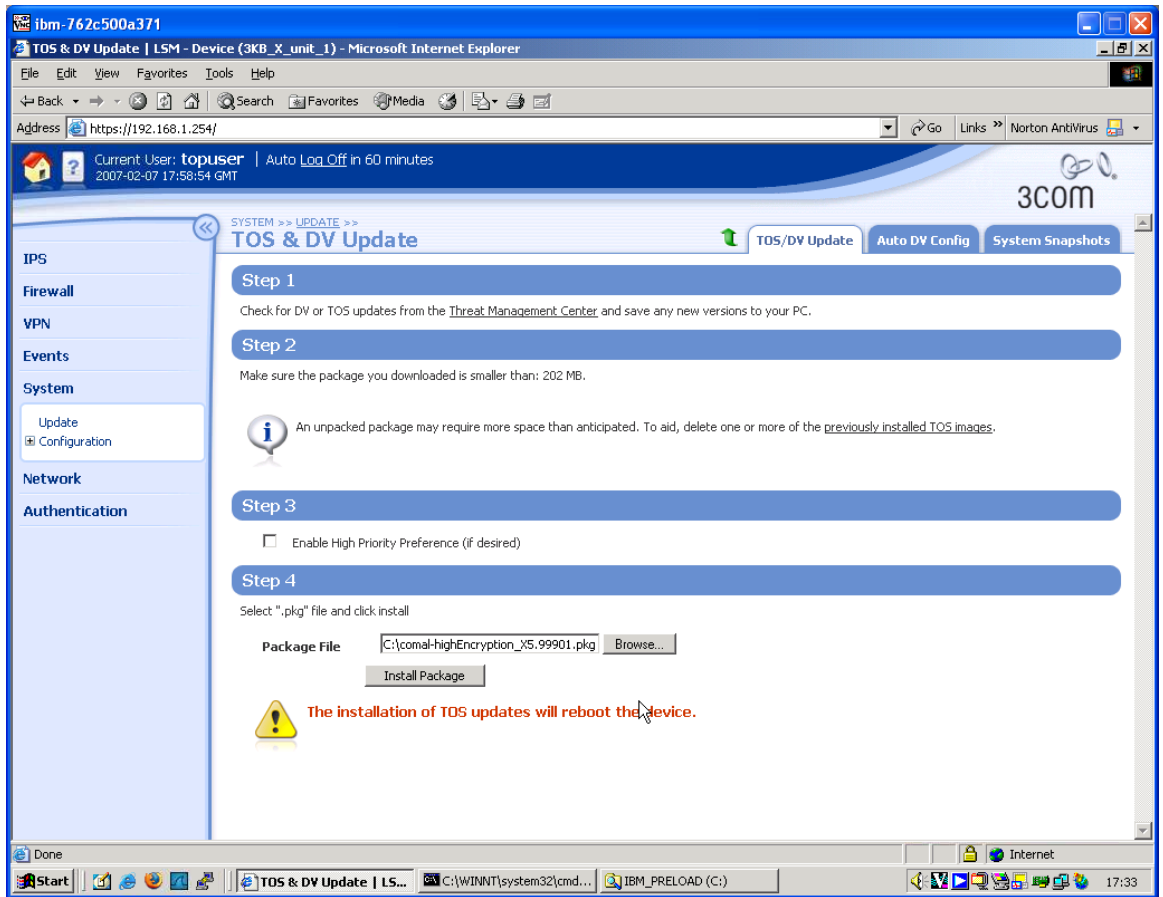 ibm-762c500a371
TOS & DV Update | LSM - Device (3KB_X_unit_1) - Microsoft Internet Explorer
File Edit View Favorites Tools Help
Back Search Favorites Media
Address https://192.168.1.254/ Go Links » Norton AntiVirus
Current User: topuser | Auto Log Off in 60 minutes
2007-02-07 17:58:54 GMT
3com
SYSTEM >> UPDATE >>
TOS & DV Update
TOS/DV Update Auto DV Config System Snapshots
IPS
Firewall
VPN
Events
System
Update
Configuration
Network
Authentication
Step 1
Check for DV or TOS updates from the Threat Management Center and save any new versions to your PC.
Step 2
Make sure the package you downloaded is smaller than: 202 MB.
An unpacked package may require more space than anticipated. To aid, delete one or more of the previously installed TOS images.
Step 3
Enable High Priority Preference (if desired)
Step 4
Select ".pkg" file and click install
Package File C:\comal-highEncryption_X5.99901.pkg Browse...
Install Package
The installation of TOS updates will reboot the device.
Done Internet
Start TOS & DV Update | LS... C:\WINNT\system32\cmd... IBM_PRELOAD (C:) 17:33